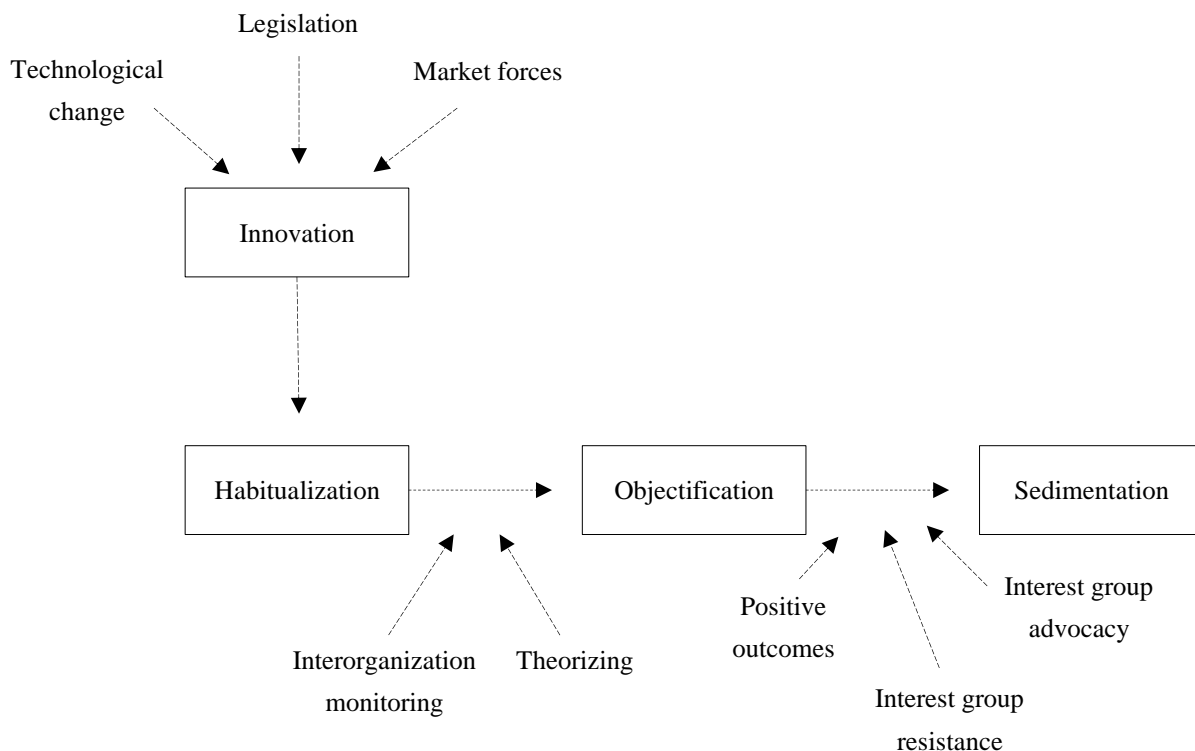 Legislation
Technological
change
Market forces
Innovation
Habitualization
Objectification
Sedimentation
Interorganization
monitoring
Theorizing
Positive
outcomes
Interest group
resistance
Interest group
advocacy